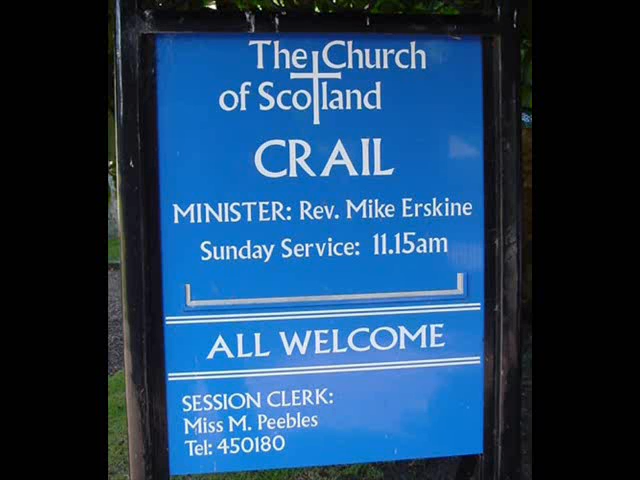 The Church
of Scotland
CRAIL
MINISTER: Rev. Mike Erskine
Sunday Service: 11.15am
ALL WELCOME
SESSION CLERK:
Miss M. Peebles
Tel: 450180